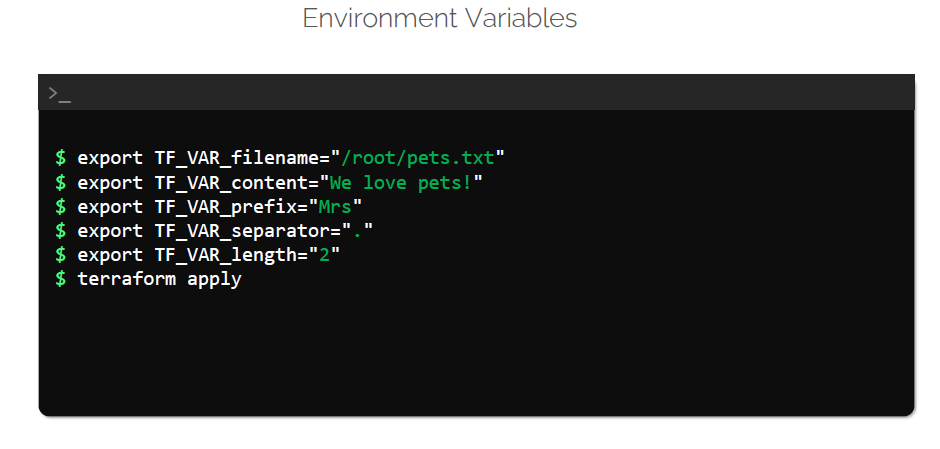 Environment Variables
>_
$ export TF_VAR_filename="/root/pets.txt"
$ export TF_VAR_content="We love pets!"
$ export TF_VAR_prefix="Mrs"
$ export TF_VAR_separator="."
$ export TF_VAR_length="2"
$ terraform apply